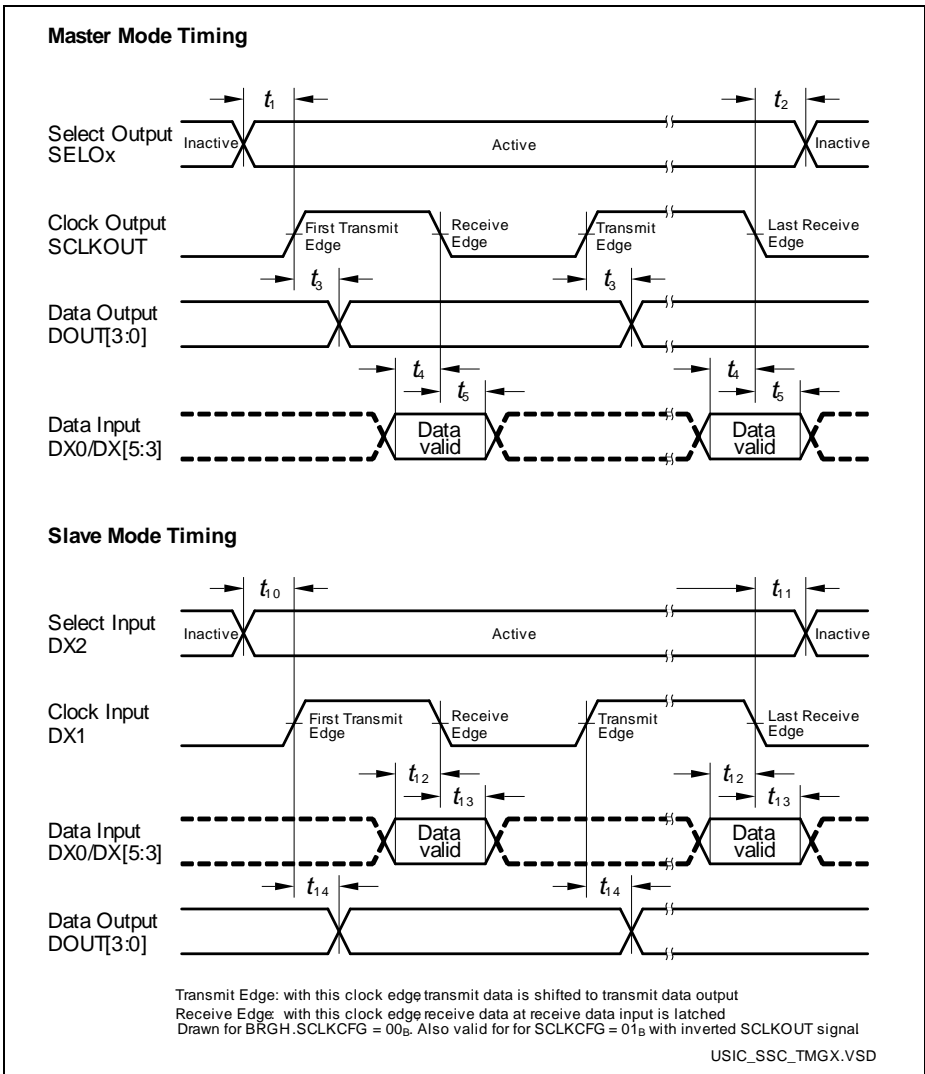 Master Mode Timing
t1
t2
Select Output
SELOx
Inactive
Active
Inactive
Clock Output
SCLKOUT
First Transmit
Edge
Receive
Edge
Transmit
Edge
Last Receive
Edge
t3
t3
Data Output
DOUT[3:0]
t4
t5
t4
t5
Data Input
DX0/DX[5:3]
Data
valid
Data
valid
Slave Mode Timing
t10
t11
Select Input
DX2
Inactive
Active
Inactive
Clock Input
DX1
First Transmit
Edge
Receive
Edge
Transmit
Edge
Last Receive
Edge
t12
t13
t12
t13
Data Input
DX0/DX[5:3]
Data
valid
Data
valid
t14
t14
Data Output
DOUT[3:0]
Transmit Edge: with this clock edge, transmit data is shifted to transmit data output
Receive Edge: with this clock edge, receive data at receive data input is latched
Drawn for BRGH.SCLKCFG = 00B. Also valid for for SCLKCFG = 01B with inverted SCLKOUT signal.
USIC_SSC_TMGX.VSD